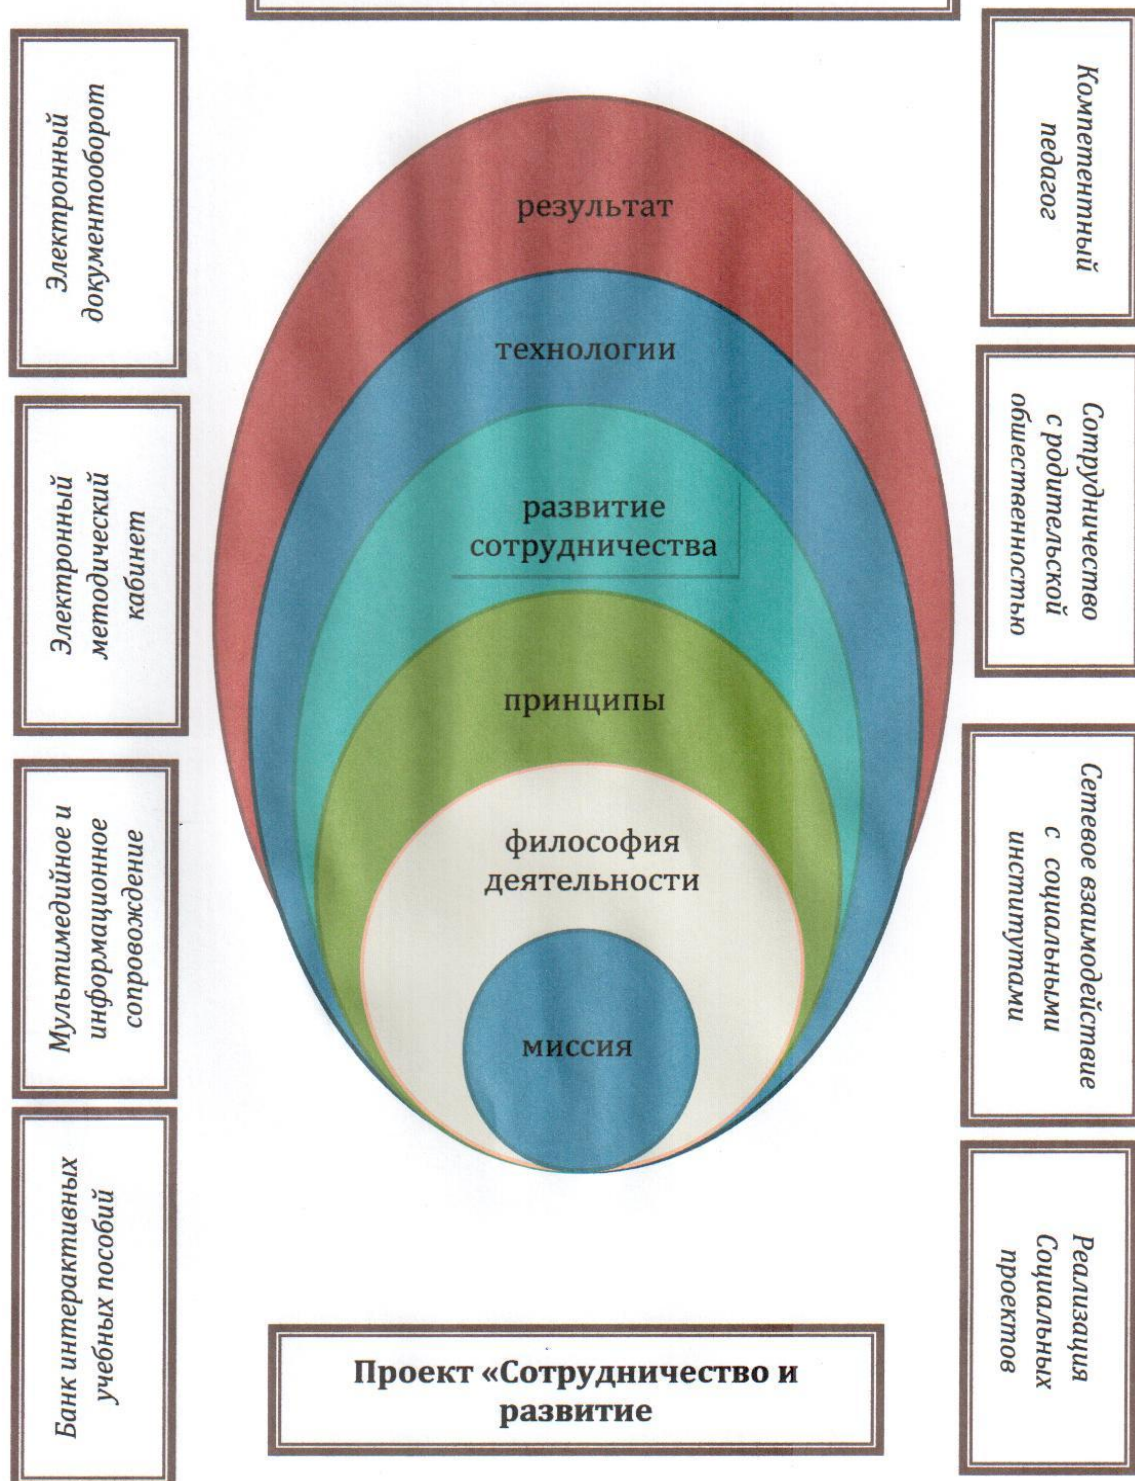 Электронный
документооборот
Электронный
методический
кабинет
Мультимедийное и
информационное
сопровождение
Банк интерактивных
учебных пособий
результат
технологии
развитие
сотрудничества
принципы
философия
деятельности
миссия
Компетентный
педагог
Сотрудничество
с родительской
обшественностью
Сетевое взаимодействие
с социальными
институтами
Реализация
Социальных
проектов
Проект «Сотрудничество и
развитие